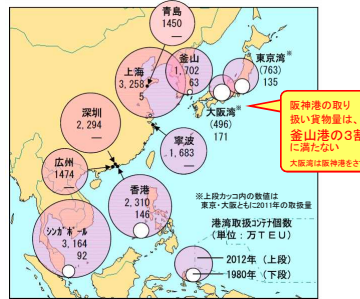 青島
1450
―
上海
3,258
5
釜山
1,702
63
東京湾※
(763)
135
大阪湾※
(496)
171
阪神港の取り
扱い貨物量は、
釜山港の3割
に満たない
大阪湾は阪神港をさ
深圳
2,294
―
寧波
1,683
―
広州
1474
―
香港
2,310
146
シンガポール
3,164
92
※上段カッコ内の数値は
東京・大阪ともに2011年の取扱量
港湾取扱コンテナ個数
(単位:万TEU)
2012年(上段)
1980年(下段)